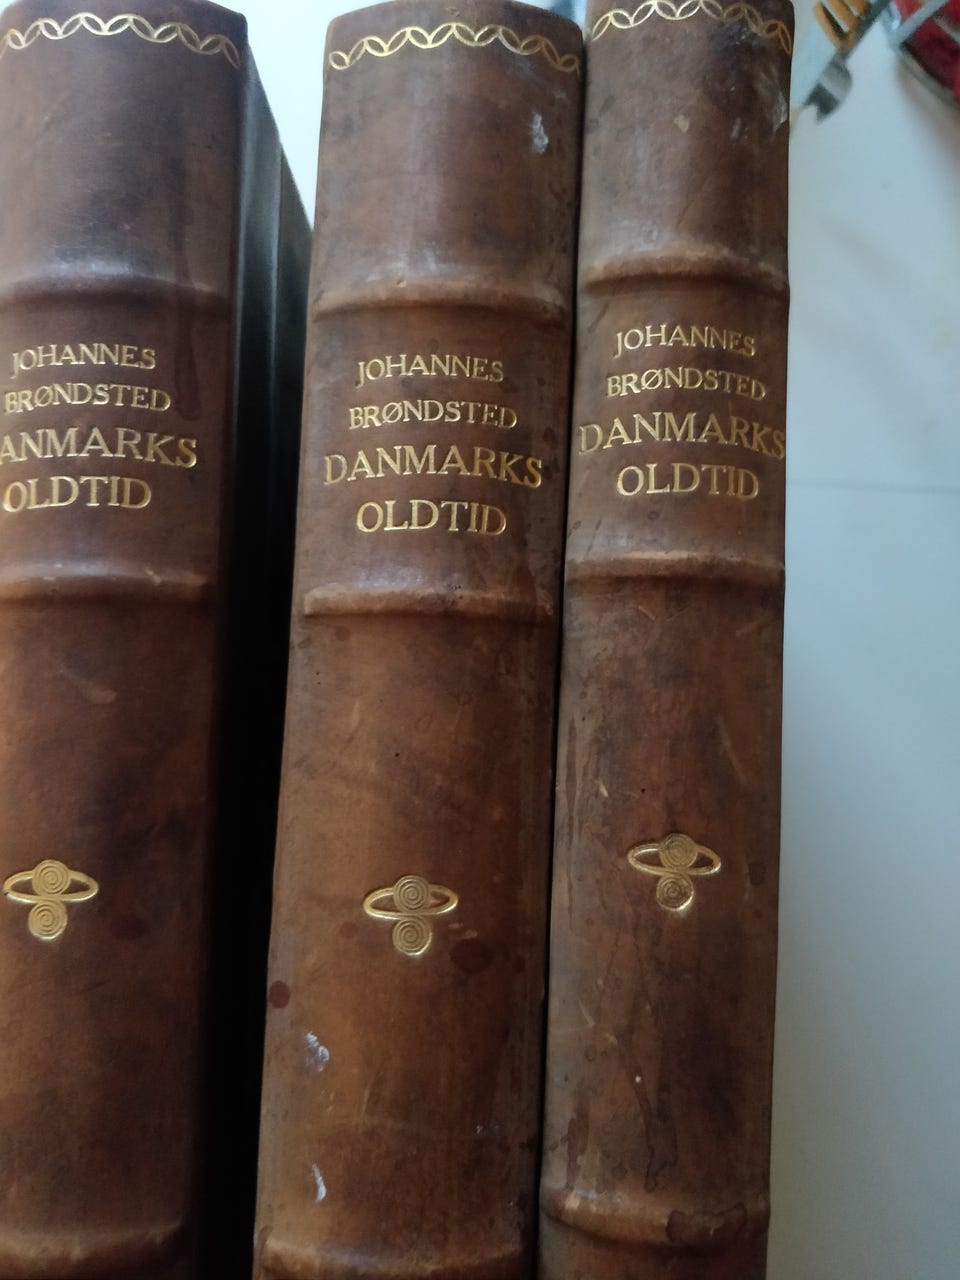 JOHANNES
BRØNDSTED
DANMARKS
OLDTID
JOHANNES
BRØNDSTED
DANMARKS
OLDTID
JOHANNES
BRØNDSTED
DANMARKS
OLDTID